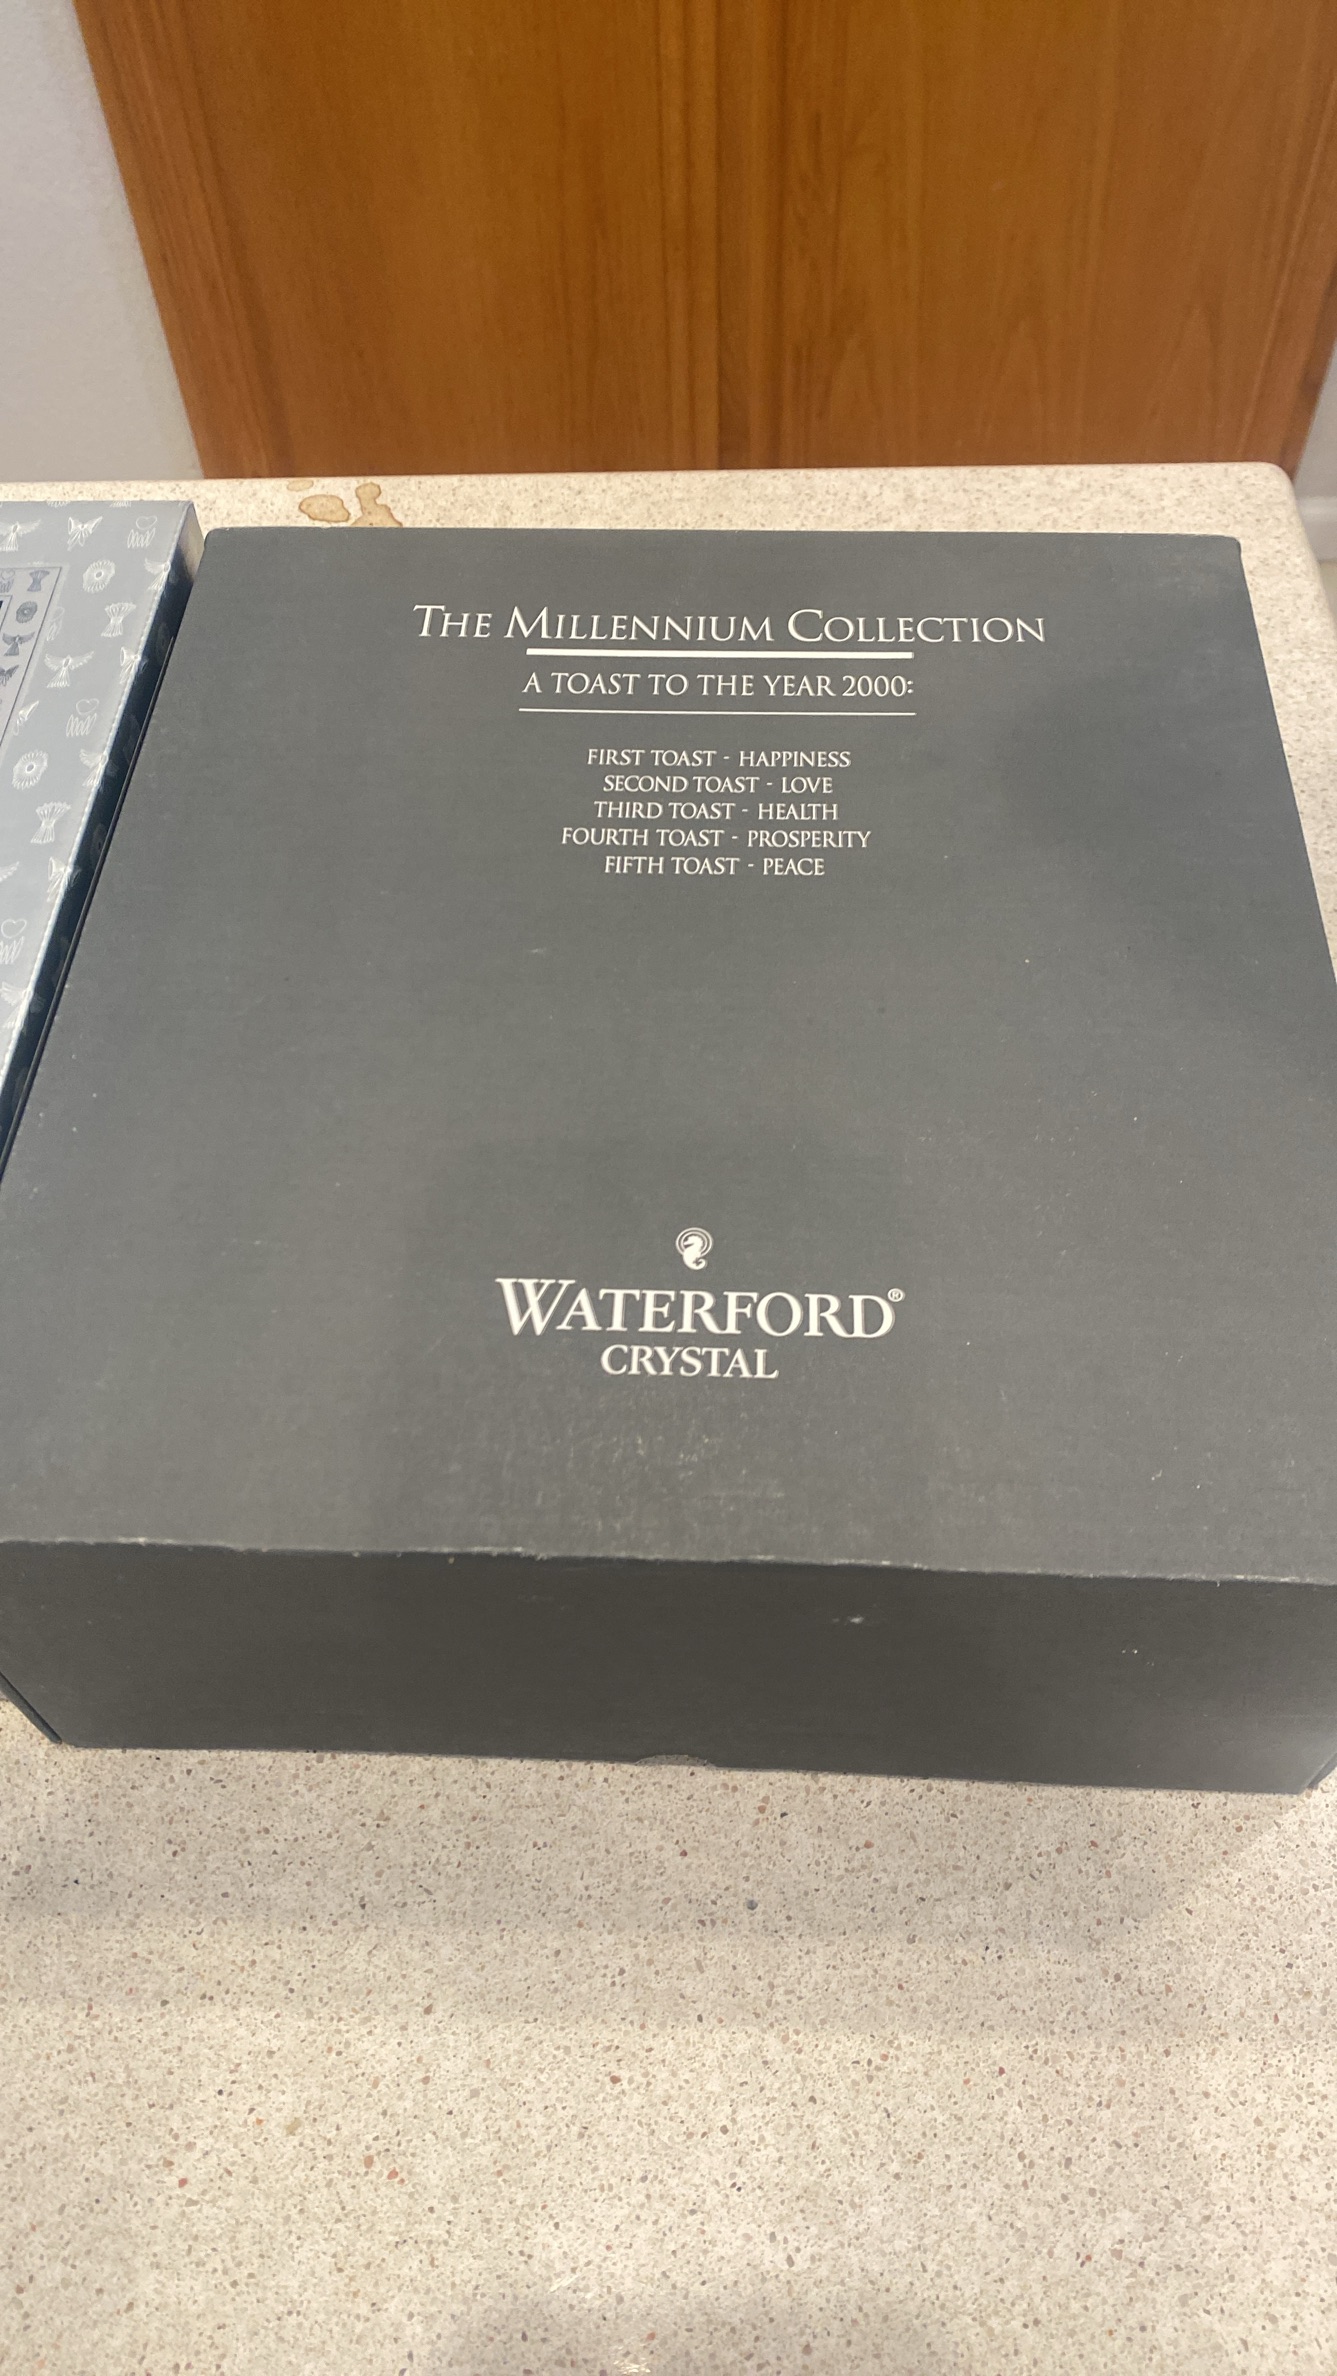 THE MILLENNIUM COLLECTION
A TOAST TO THE YEAR 2000:
FIRST TOAST - HAPPINESS
SECOND TOAST - LOVE
THIRD TOAST - HEALTH
FOURTH TOAST - PROSPERITY
FIFTH TOAST - PEACE
WATERFORD®
CRYSTAL